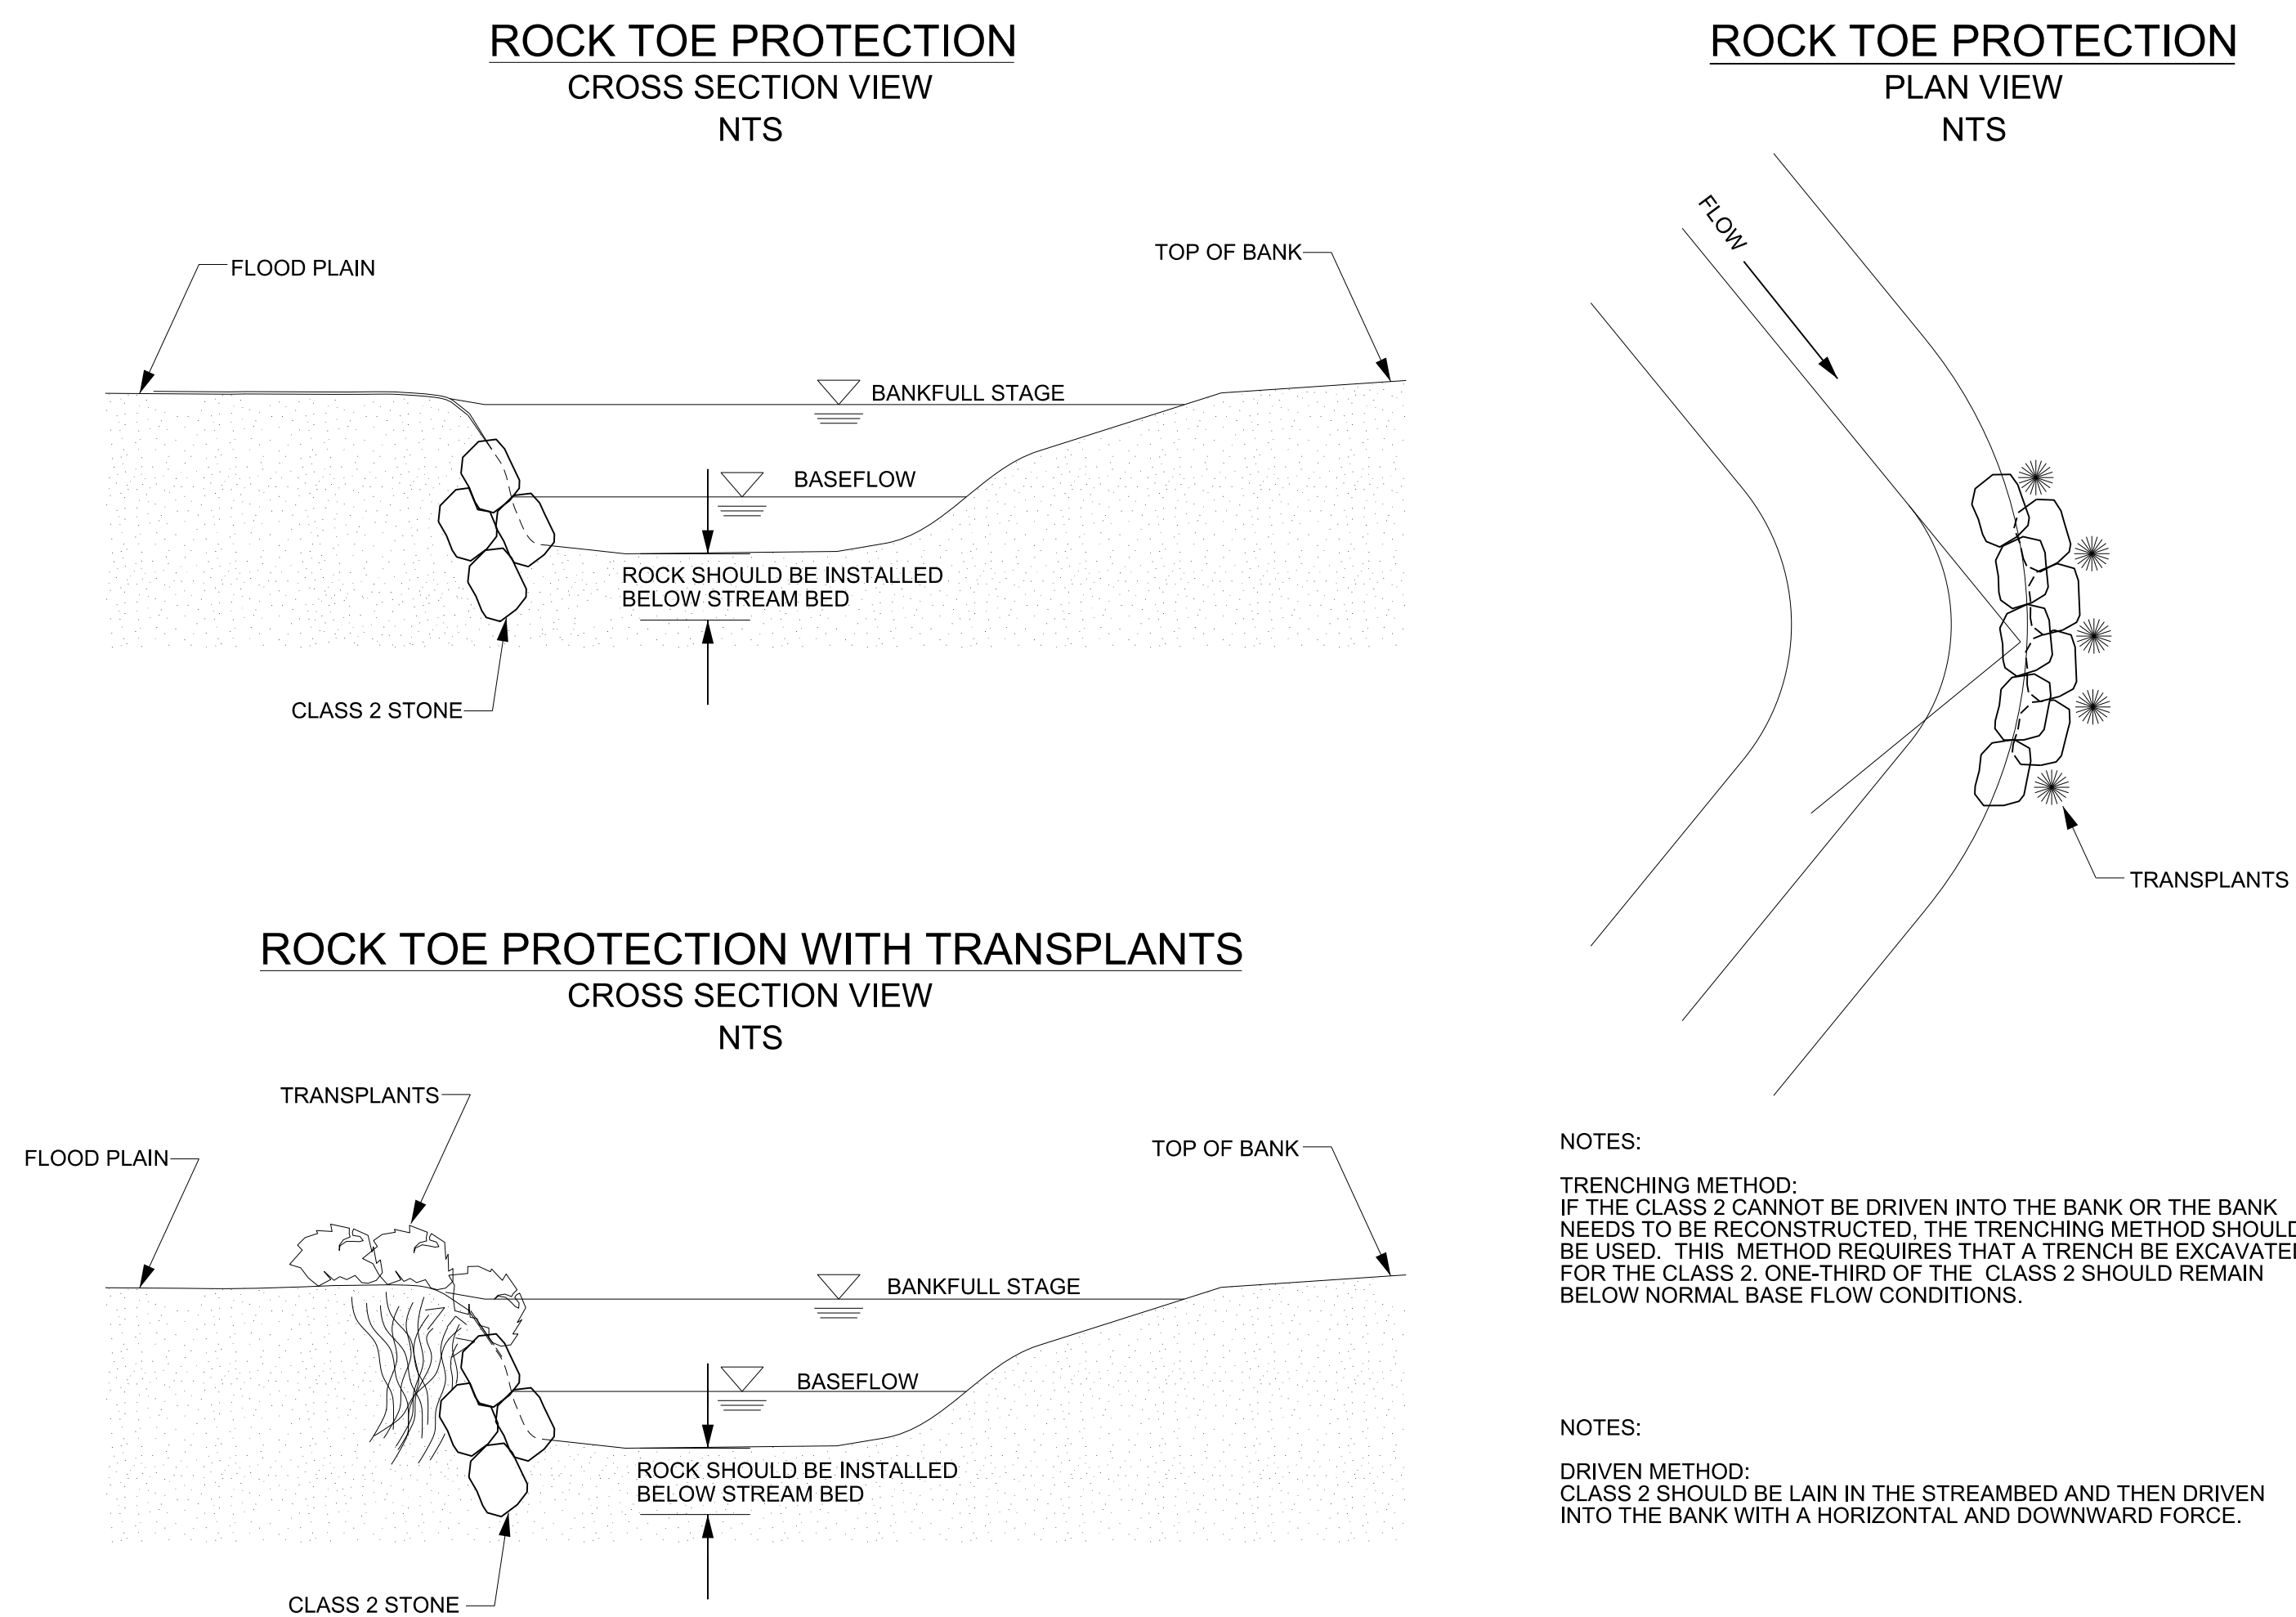 ROCK TOE PROTECTION
CROSS SECTION VIEW
NTS
FLOOD PLAIN
TOP OF BANK
BANKFULL STAGE
BASEFLOW
ROCK SHOULD BE INSTALLED
BELOW STREAM BED
CLASS 2 STONE
ROCK TOE PROTECTION
PLAN VIEW
NTS
FLOW
TRANSPLANTS
ROCK TOE PROTECTION WITH TRANSPLANTS
CROSS SECTION VIEW
NTS
TRANSPLANTS
FLOOD PLAIN
TOP OF BANK
BANKFULL STAGE
BASEFLOW
ROCK SHOULD BE INSTALLED
BELOW STREAM BED
CLASS 2 STONE
NOTES:
TRENCHING METHOD:
IF THE CLASS 2 CANNOT BE DRIVEN INTO THE BANK OR THE BANK
NEEDS TO BE RECONSTRUCTED, THE TRENCHING METHOD SHOULD
BE USED. THIS METHOD REQUIRES THAT A TRENCH BE EXCAVATED
FOR THE CLASS 2. ONE-THIRD OF THE CLASS 2 SHOULD REMAIN
BELOW NORMAL BASE FLOW CONDITIONS.
NOTES:
DRIVEN METHOD:
CLASS 2 SHOULD BE LAIN IN THE STREAMBED AND THEN DRIVEN
INTO THE BANK WITH A HORIZONTAL AND DOWNWARD FORCE.